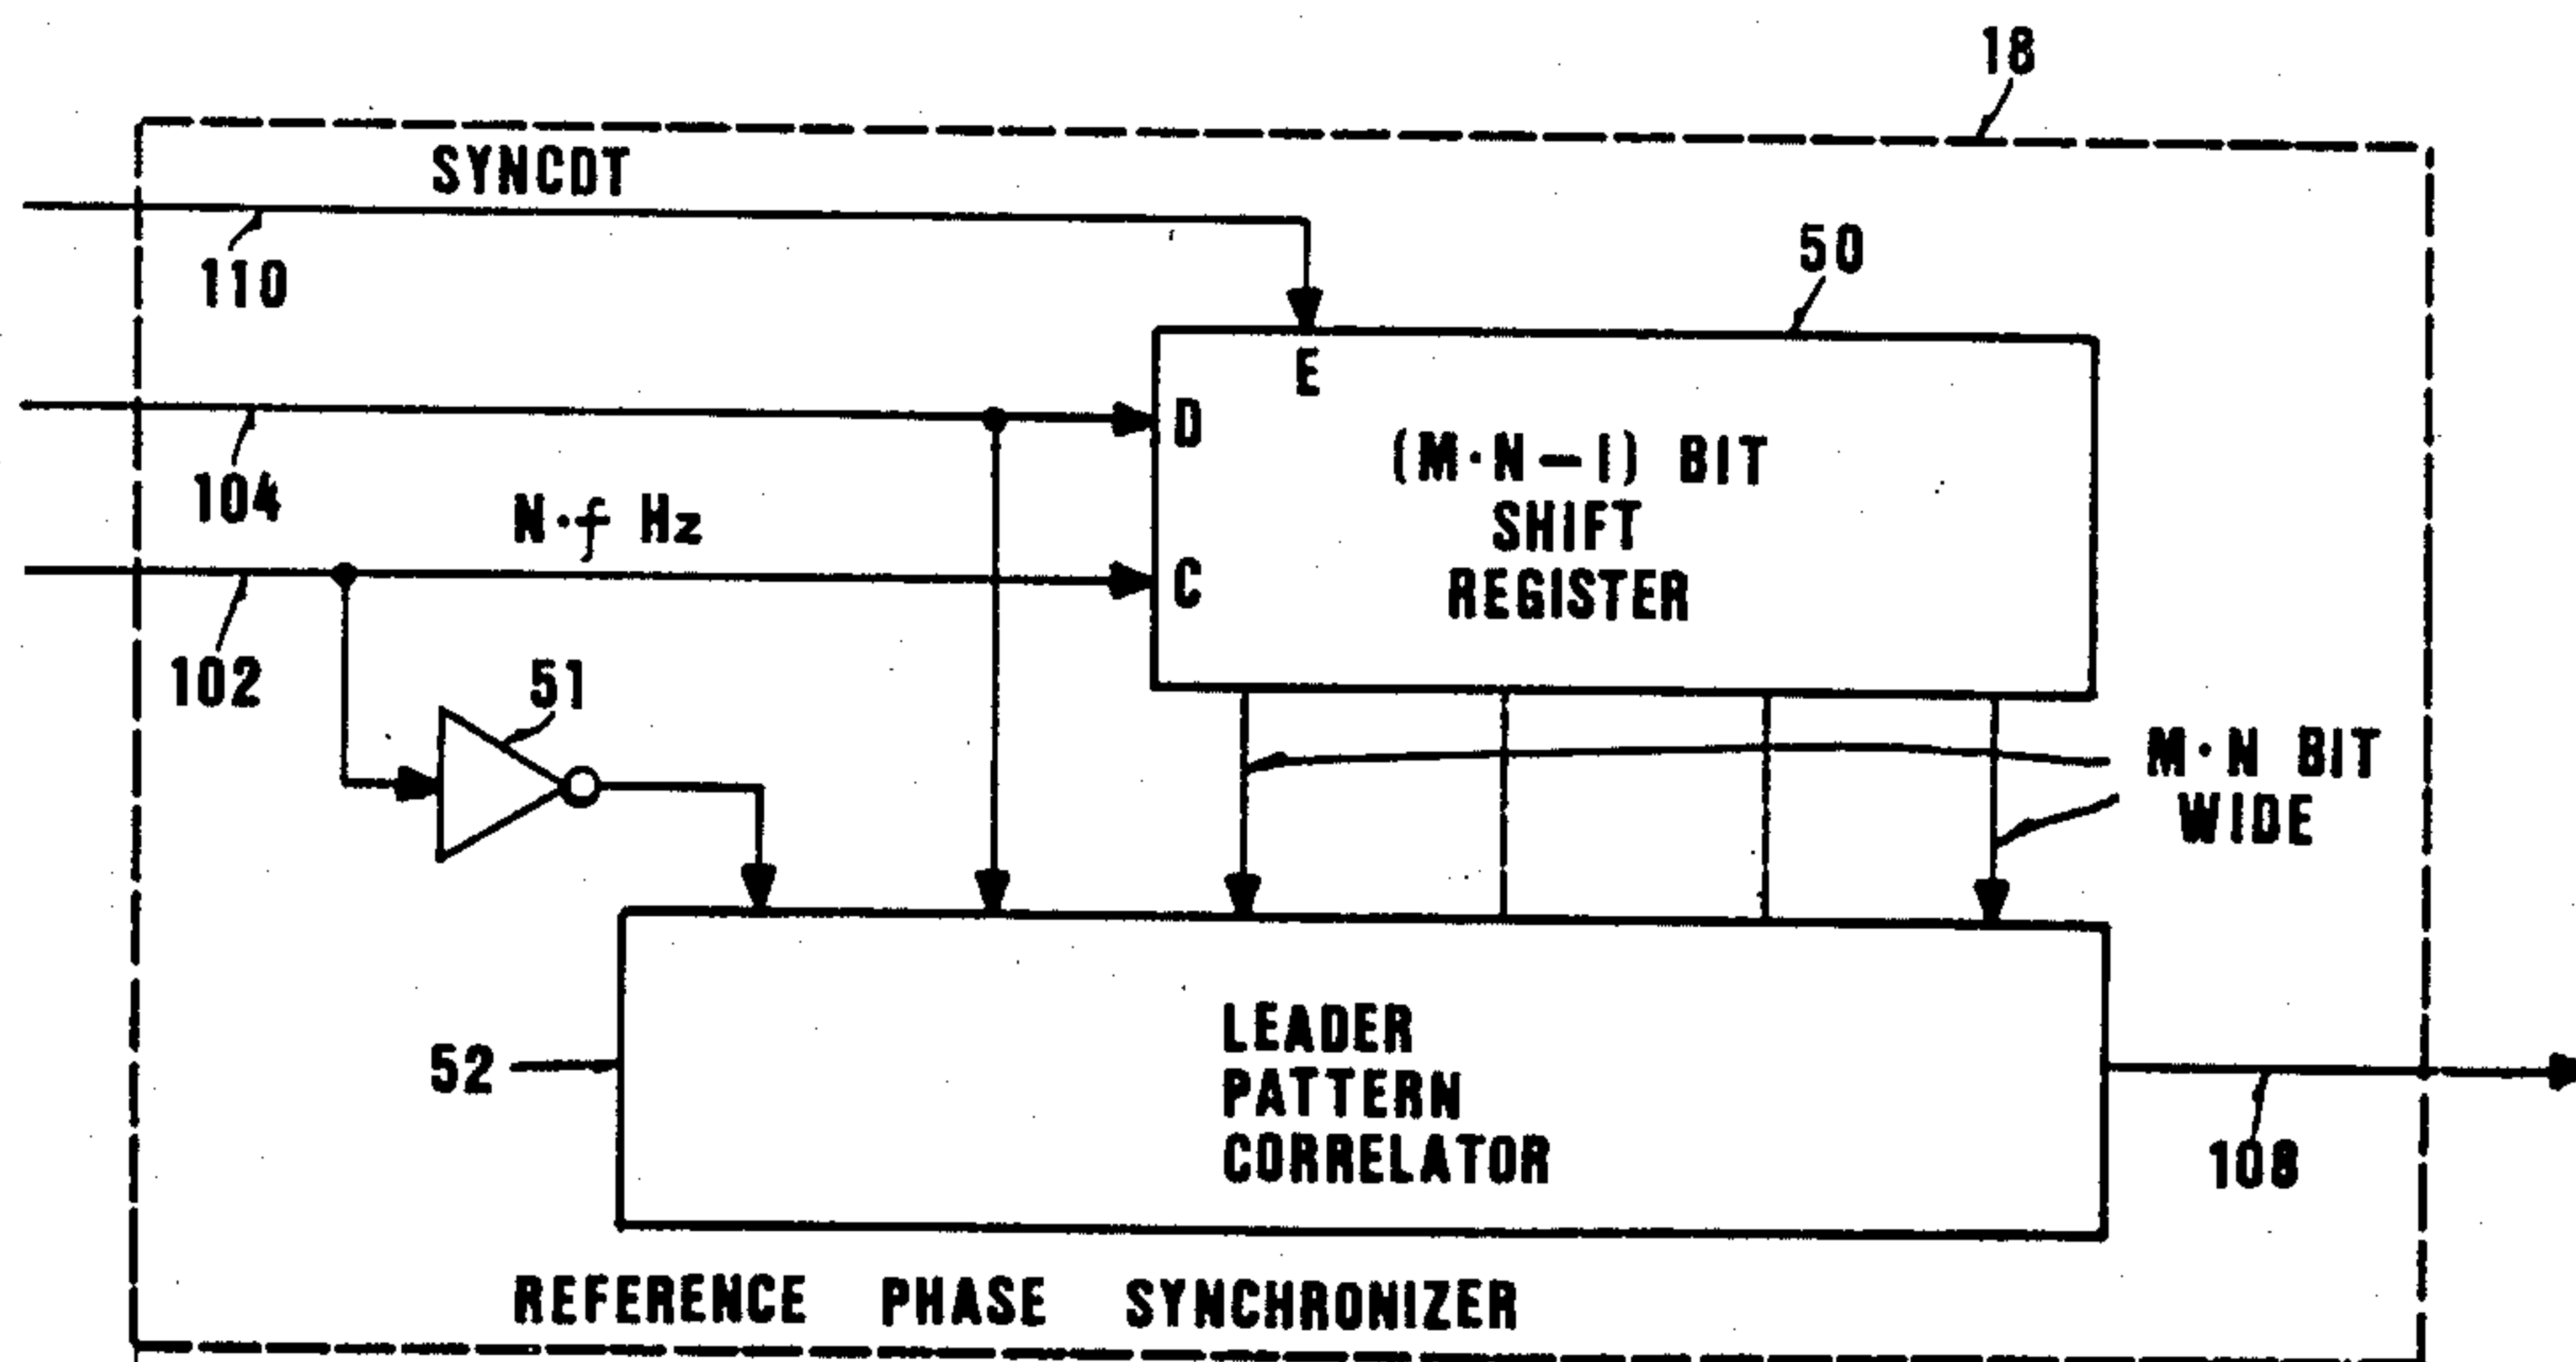 18
SYNCDT
110
50
E
D
(M·N-1) BIT
SHIFT
REGISTER
104
N·f Hz
C
102
51
M·N BIT
WIDE
52
LEADER
PATTERN
CORRELATOR
108
REFERENCE PHASE SYNCHRONIZER